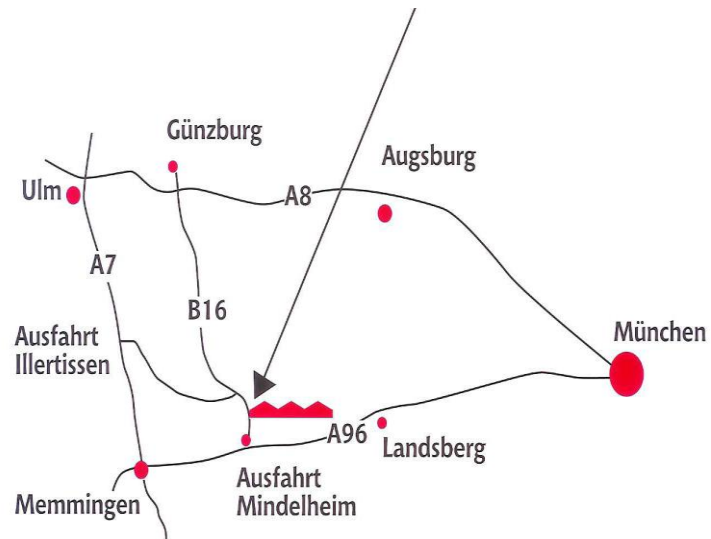 Günzburg
Augsburg
Ulm
A8
A7
B16
Ausfahrt
Illertissen
München
A96
Landsberg
Ausfahrt
Mindelheim
Memmingen